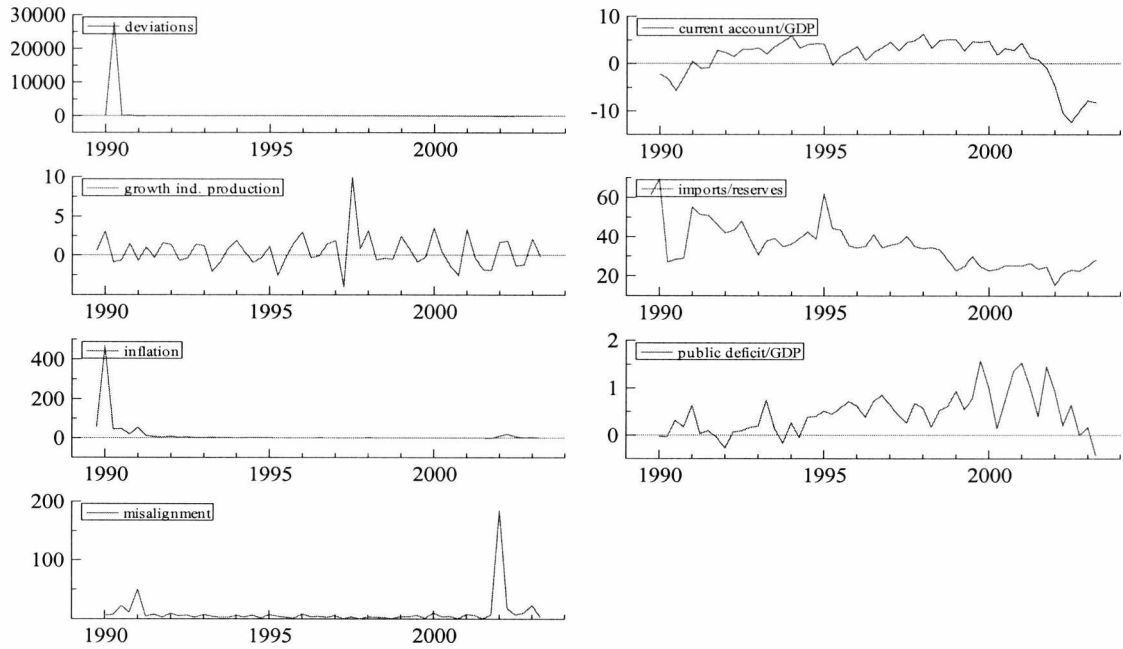 30000
deviations
20000
10000
0
1990 1995 2000
10
current account/GDP
0
-10
1990 1995 2000
10
growth ind. production
5
0
1990 1995 2000
imports/reserves
60
40
20
1990 1995 2000
inflation
400
200
0
1990 1995 2000
2
public deficit/GDP
1
0
1990 1995 2000
200
misalignment
100
1990 1995 2000